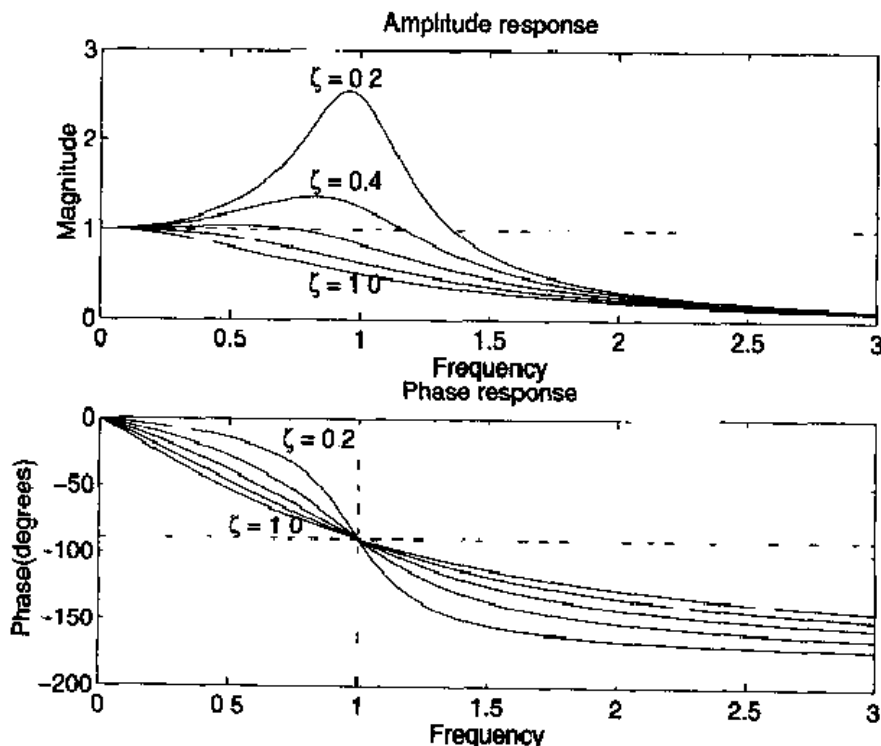 Amplitude response
3
ζ = 0 2
2
ζ = 0.4
Magnitude
1
ζ = 1 0
0
0 0.5 1 1.5 2 2.5 3
Frequency
Phase response
0
ζ = 0.2
-50
ζ = 1 0
Phase(degrees)
-100
-150
-200
0 0 5 1 1.5 2 2.5 3
Frequency